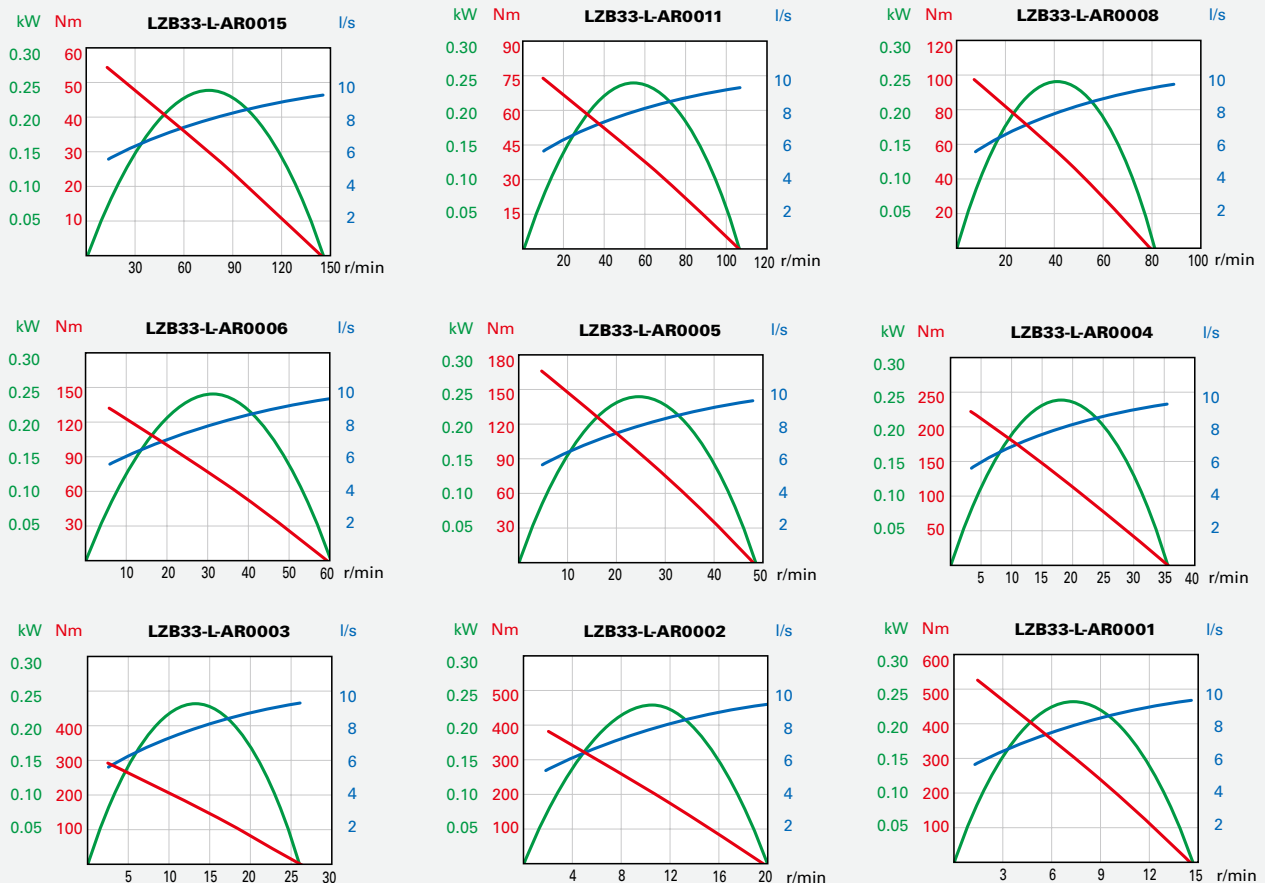 kW Nm LZB33-L-AR0015 l/s
0.30 60
0.25 50 10
0.20 40 8
0.15 30 6
0.10 20 4
0.05 10 2
30 60 90 120 150 r/min
kW Nm LZB33-L-AR0011 l/s
0.30 90
0.25 75 10
0.20 60 8
0.15 45 6
0.10 30 4
0.05 15 2
20 40 60 80 100 120 r/min
kW Nm LZB33-L-AR0008 l/s
0.30 120
0.25 100 10
0.20 80 8
0.15 60 6
0.10 40 4
0.05 20 2
20 40 60 80 100 r/min
kW Nm LZB33-L-AR0006 l/s
0.30
0.25 150 10
0.20 120 8
0.15 90 6
0.10 60 4
0.05 30 2
10 20 30 40 50 60 r/min
kW Nm LZB33-L-AR0005 l/s
0.30 180
0.25 150 10
0.20 120 8
0.15 90 6
0.10 60 4
0.05 30 2
10 20 30 40 50 r/min
kW Nm LZB33-L-AR0004 l/s
0.30
0.25 250 10
0.20 200 8
0.15 150 6
0.10 100 4
0.05 50 2
5 10 15 20 25 30 35 40 r/min
kW Nm LZB33-L-AR0003 l/s
0.30
0.25 10
0.20 400 8
0.15 300 6
0.10 200 4
0.05 100 2
5 10 15 20 25 30 r/min
kW Nm LZB33-L-AR0002 l/s
0.30
0.25 500 10
0.20 400 8
0.15 300 6
0.10 200 4
0.05 100 2
4 8 12 16 20 r/min
kW Nm LZB33-L-AR0001 l/s
0.30 600
0.25 500 10
0.20 400 8
0.15 300 6
0.10 200 4
0.05 100 2
3 6 9 12 15 r/min